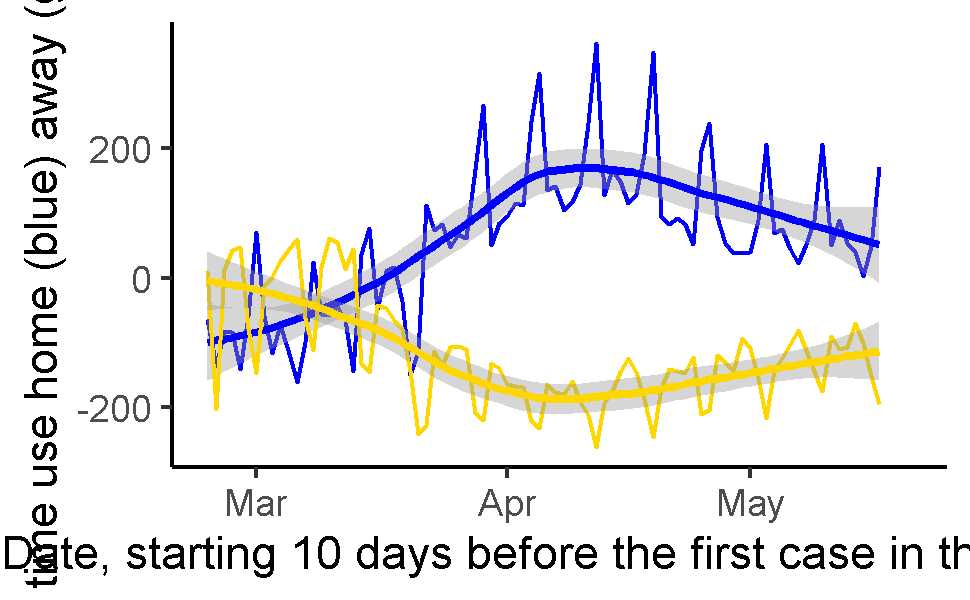 time use home (blue) away (
200
0
-200
Mar Apr May
Date, starting 10 days before the first case in th